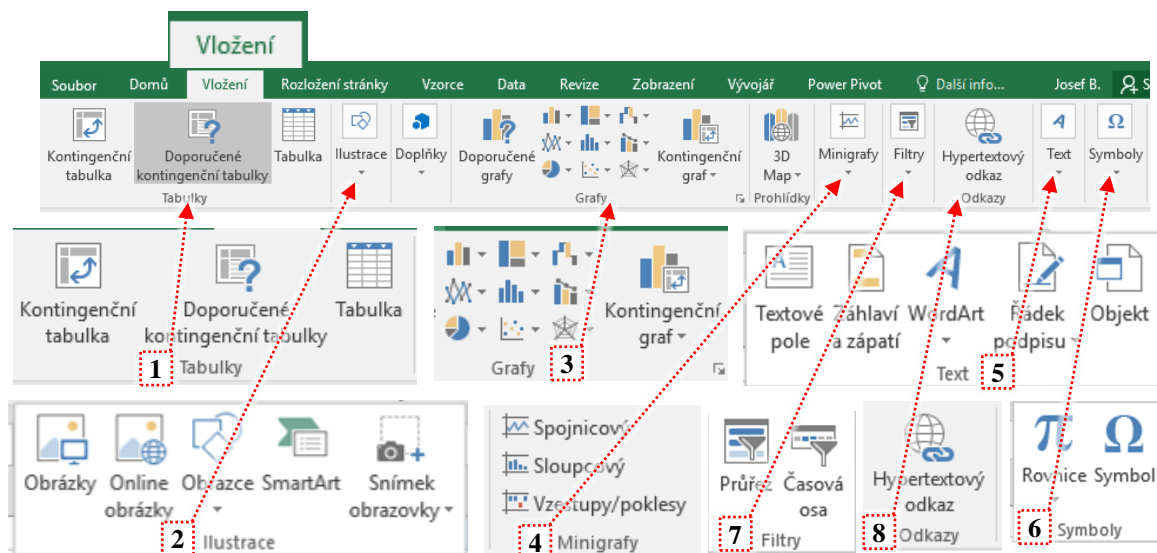 Vložení
Soubor Domů Vložení Rozložení stránky Vzorce Data Revize Zobrazení Vývojář Power Pivot Další info... Josef B. S
Kontingenční tabulka
Doporučené kontingenční tabulky
Tabulka
Ilustrace
Doplňky
Doporučené grafy
Kontingenční graf
3D Map
Minigrafy
Filtry
Hypertextový odkaz
Text
Symboly
Tabulky Grafy Prohlídky Odkazy
Kontingenční tabulka
Doporučené kontingenční tabulky
Tabulka
1 Tabulky
Kontingenční graf
Grafy 3
Textové pole
Záhlaví a zápatí
WordArt
Řádek podpisu
Objekt
Text 5
Obrázky
Online obrázky
Obrazce
SmartArt
Snímek obrazovky
2 Ilustrace
Spojnicový
Sloupcový
Vzestupy/poklesy
4 Minigrafy
Průřez
Časová osa
7 Filtry
Hypertextový odkaz
8 Odkazy
Rovnice
Symbol
6 Symboly